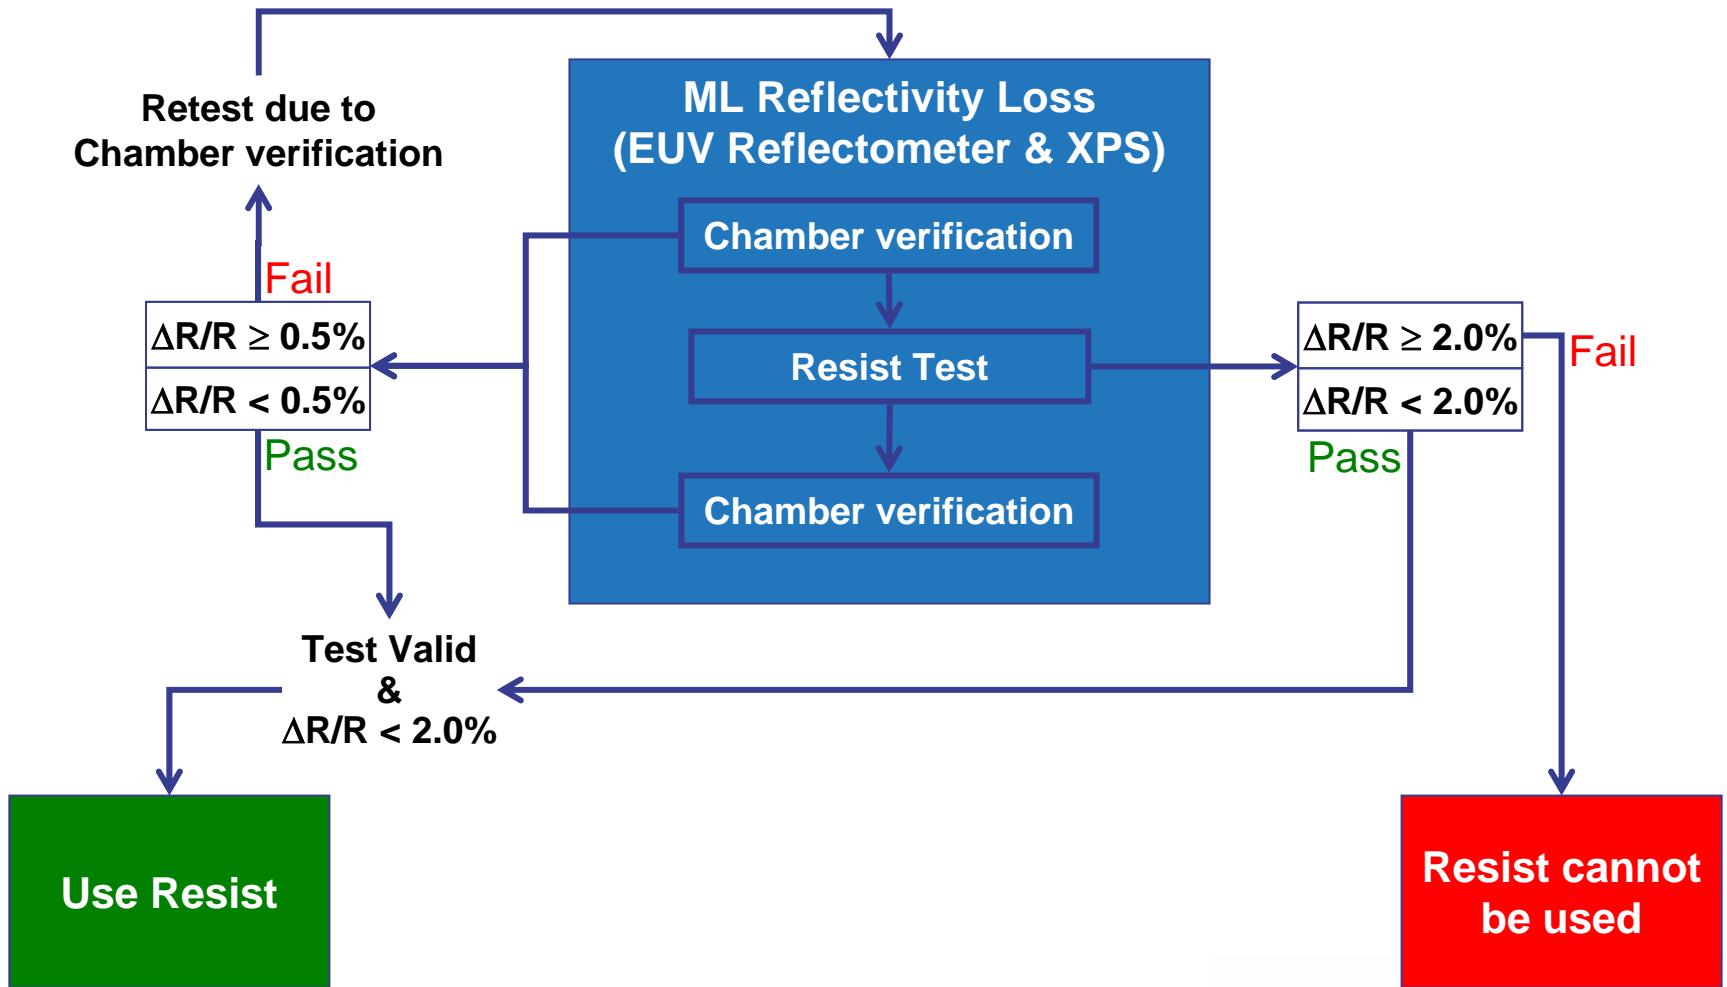 Retest due to
Chamber verification
Fail
ΔR/R ≥ 0.5%
ΔR/R < 0.5%
Pass
ML Reflectivity Loss
(EUV Reflectometer & XPS)
Chamber verification
Resist Test
Chamber verification
ΔR/R ≥ 2.0%
Fail
ΔR/R < 2.0%
Pass
Test Valid
&
ΔR/R < 2.0%
Use Resist
Resist cannot
be used